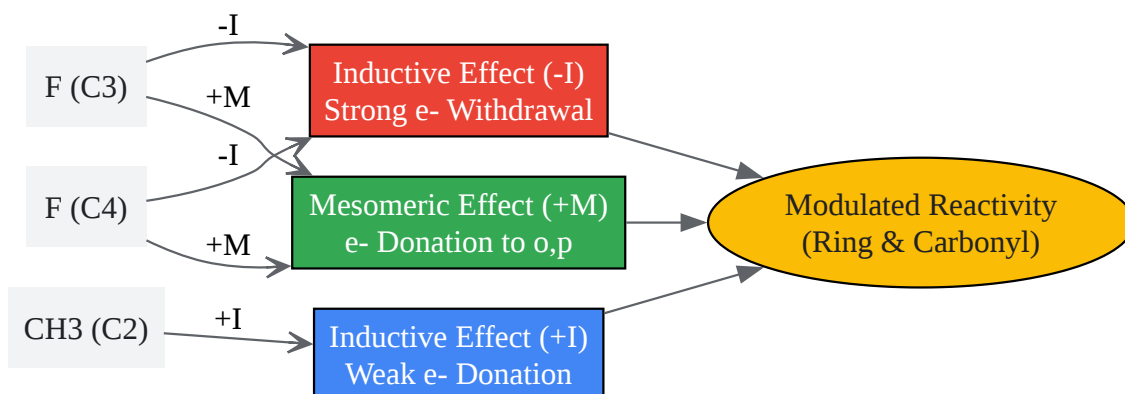 F (C3)
-I
+M
F (C4)
-I
+M
CH3 (C2)
+I
Inductive Effect (-I)
Strong e- Withdrawal
Mesomeric Effect (+M)
e- Donation to o,p
Inductive Effect (+I)
Weak e- Donation
Modulated Reactivity
(Ring & Carbonyl)